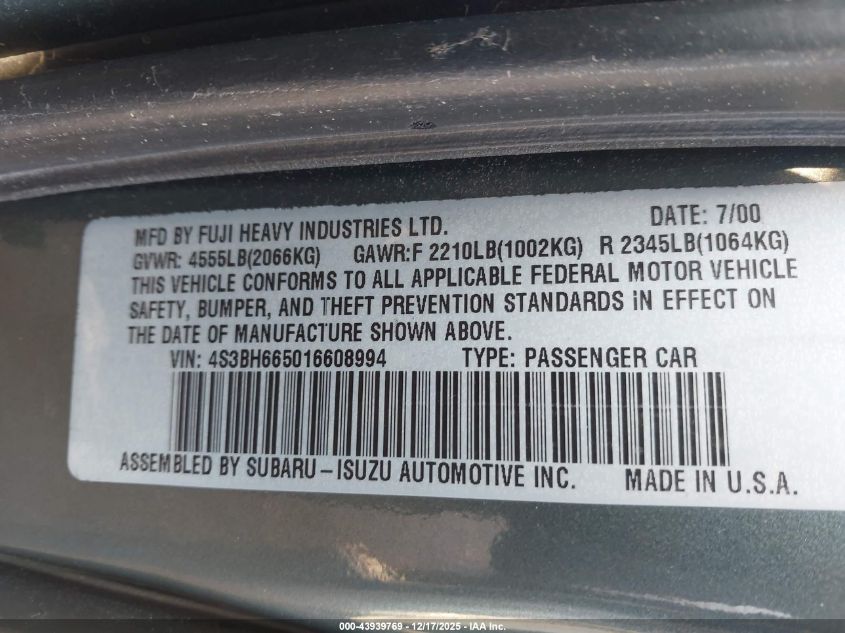 DATE: 7/00
MFD BY FUJI HEAVY INDUSTRIES LTD.
GVWR: 4555LB(2066KG) GAWR:F 2210LB(1002KG) R 2345LB(1064KG)
THIS VEHICLE CONFORMS TO ALL APPLICABLE FEDERAL MOTOR VEHICLE
SAFETY, BUMPER, AND THEFT PREVENTION STANDARDS IN EFFECT ON
THE DATE OF MANUFACTURE SHOWN ABOVE.
VIN: 4S3BH665016608994 TYPE: PASSENGER CAR
ASSEMBLED BY SUBARU-ISUZU AUTOMOTIVE INC. MADE IN U.S.A.
000-43939769 - 12/17/2025 - IAAI.com